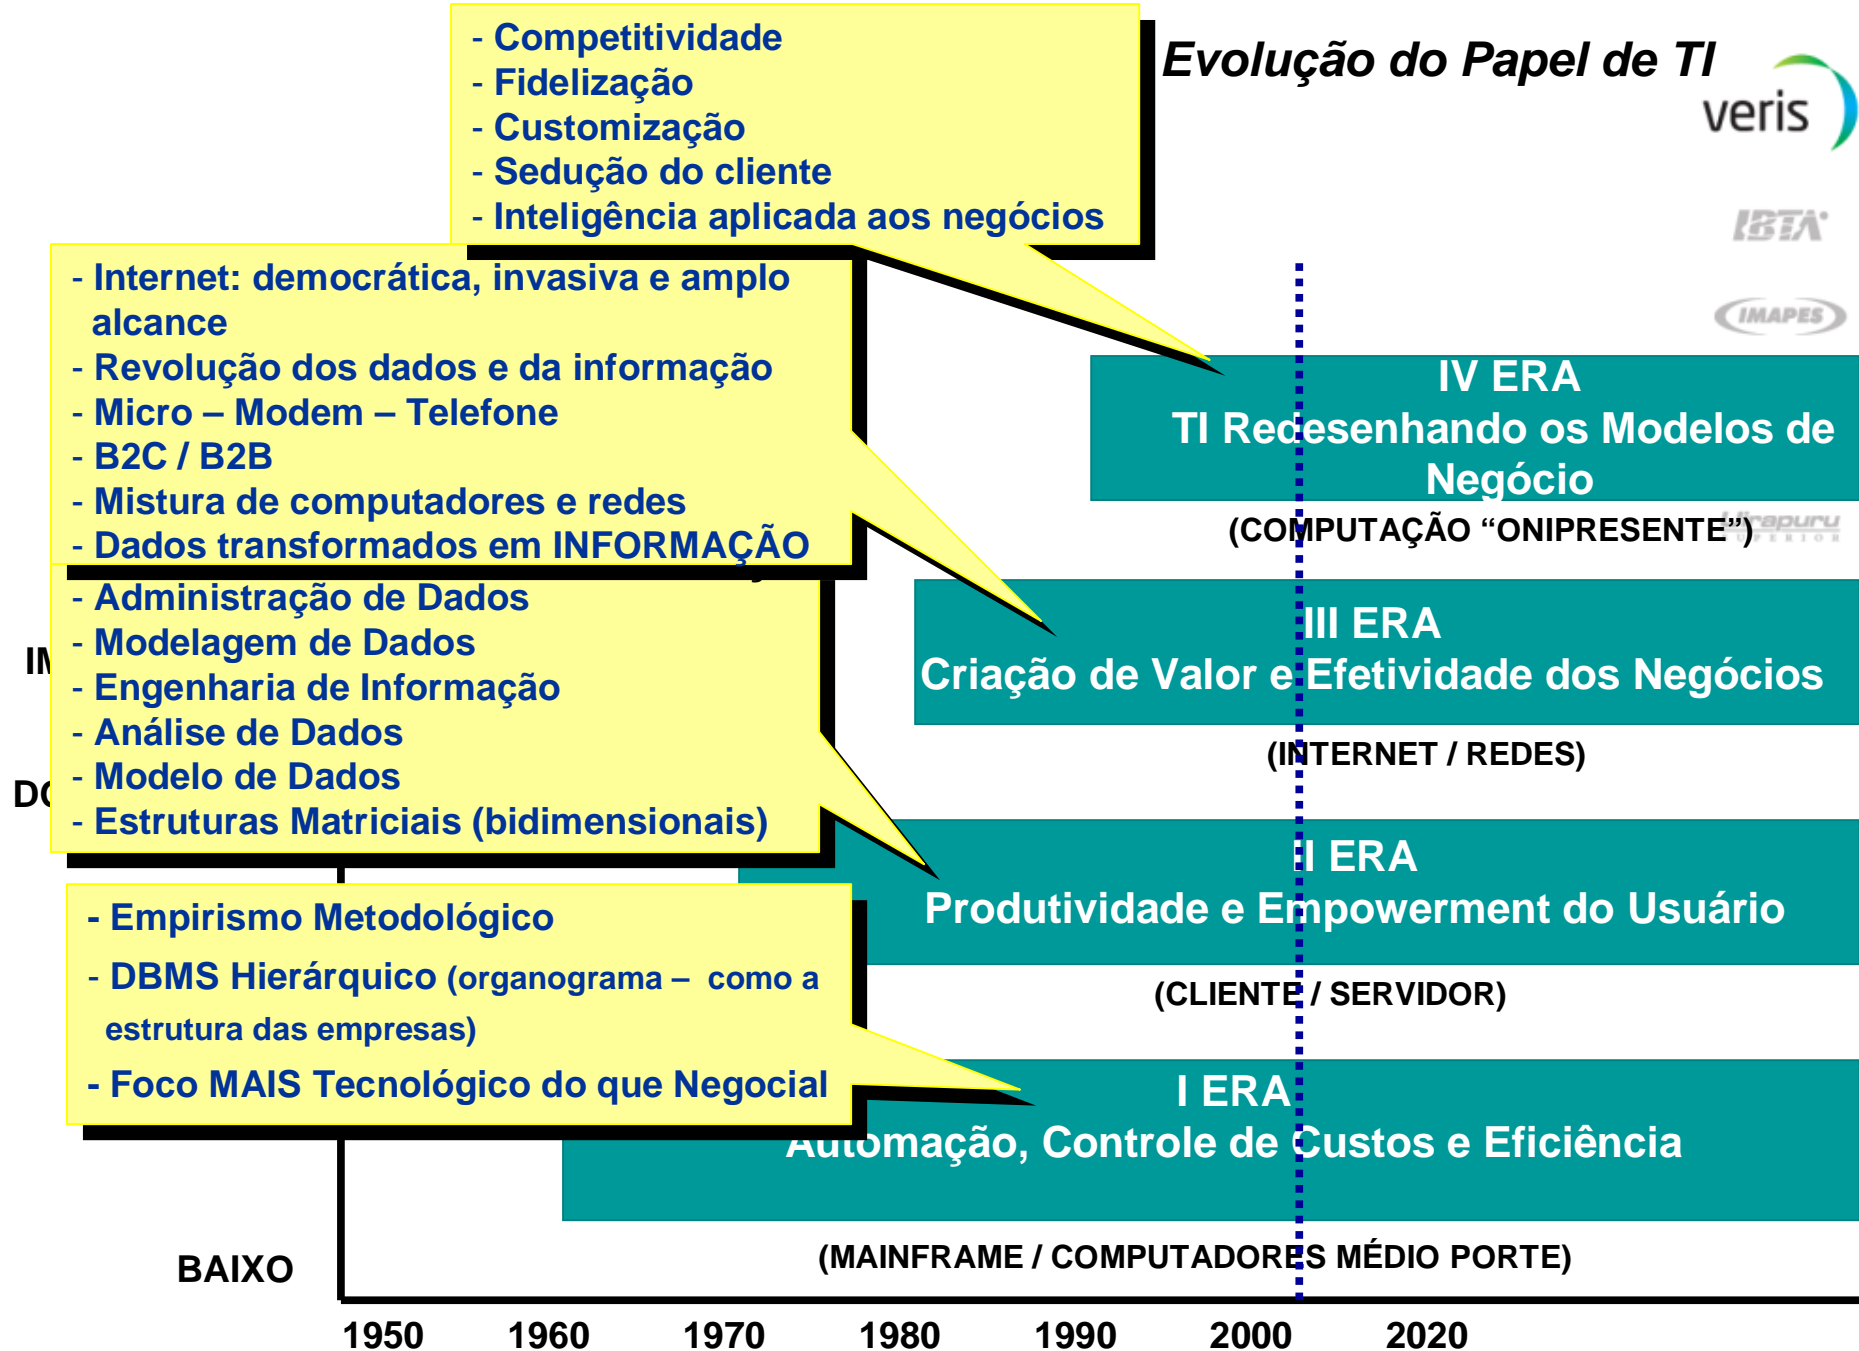 - Competitividade
- Fidelização
- Customização
- Sedução do cliente
- Inteligência aplicada aos negócios
Evolução do Papel de TI
veris
IBTA
IMAPES
- Internet: democrática, invasiva e amplo
alcance
- Revolução dos dados e da informação
- Micro – Modem – Telefone
- B2C / B2B
- Mistura de computadores e redes
- Dados transformados em INFORMAÇÃO
IV ERA
TI Redesenhando os Modelos de
Negócio
(COMPUTAÇÃO “ONIPRESENTE”)
SUPERIOR
- Administração de Dados
- Modelagem de Dados
- Engenharia de Informação
- Análise de Dados
- Modelo de Dados
- Estruturas Matriciais (bidimensionais)
III ERA
Criação de Valor e Efetividade dos Negócios
(INTERNET / REDES)
II ERA
Produtividade e Empowerment do Usuário
(CLIENTE / SERVIDOR)
- Empirismo Metodológico
- DBMS Hierárquico (organograma – como a
estrutura das empresas)
- Foco MAIS Tecnológico do que Negocial
I ERA
Automação, Controle de Custos e Eficiência
(MAINFRAME / COMPUTADORES MÉDIO PORTE)
BAIXO
1950 1960 1970 1980 1990 2000 2020